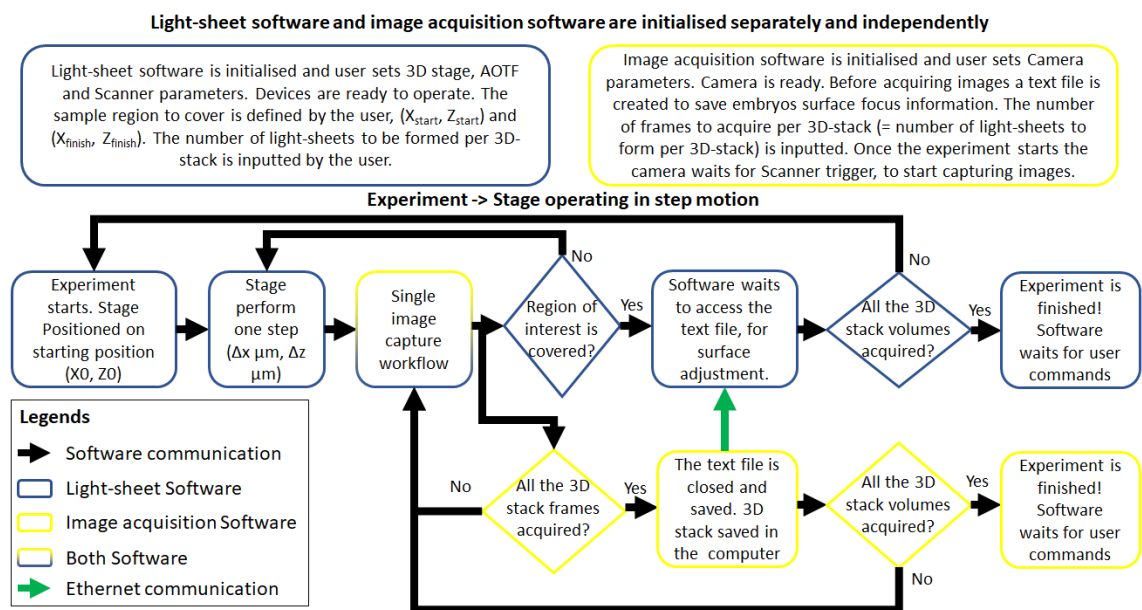 Light-sheet software and image acquisition software are initialised separately and independently
Light-sheet software is initialised and user sets 3D stage, AOTF
and Scanner parameters. Devices are ready to operate. The
sample region to cover is defined by the user, (Xstart, Zstart) and
(Xfinish, Zfinish). The number of light-sheets to be formed per 3D-
stack is inputted by the user.
Image acquisition software is initialised and user sets Camera
parameters. Camera is ready. Before acquiring images a text file is
created to save embryos surface focus information. The number
of frames to acquire per 3D-stack (= number of light-sheets to
form per 3D-stack) is inputted. Once the experiment starts the
camera waits for Scanner trigger, to start capturing images.
Experiment -> Stage operating in step motion
No
No
Experiment
starts. Stage
Positioned on
starting position
(X0, Z0)
Stage
perform
one step
(Δx µm, Δz
µm)
Single
image
capture
workflow
Region of
interest is
covered?
Yes
Software waits
to access the
text file, for
surface
adjustment.
All the 3D
stack volumes
acquired?
Yes
Experiment is
finished!
Software
waits for user
commands
Legends
Software communication
Light-sheet Software
Image acquisition Software
Both Software
Ethernet communication
No
All the 3D
stack frames
acquired?
Yes
The text file is
closed and
saved. 3D
stack saved in
the computer
All the 3D
stack volumes
acquired?
Yes
Experiment is
finished!
Software
waits for user
commands
No